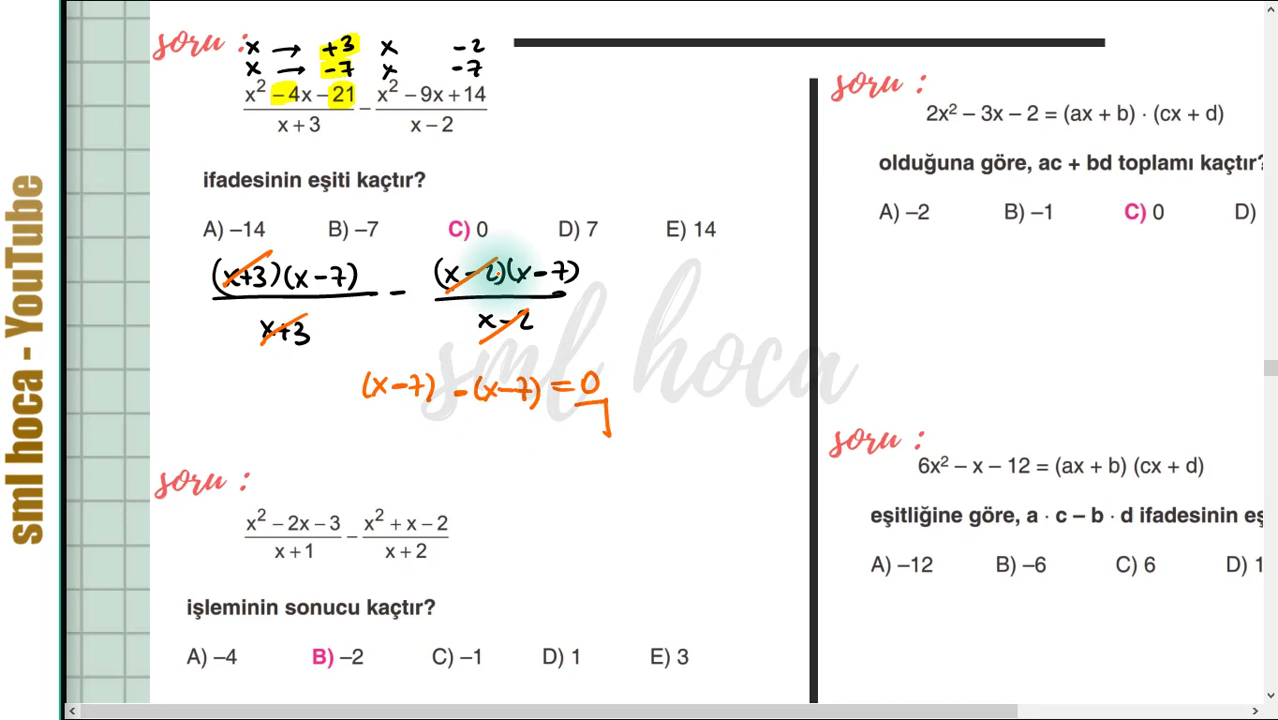 sml hoca - YouTube
soru :
x → +3 x -2
x → -7 x -7
x² – 4x – 21 / x + 3 – x² – 9x + 14 / x – 2
ifadesinin eşiti kaçtır?
A) –14 B) –7 C) 0 D) 7 E) 14
(x+3)(x-7) / x+3 - (x-2)(x-7) / x-2
(x-7) - (x-7) = 0
sml hoca
soru :
x² – 2x – 3 / x + 1 – x² + x – 2 / x + 2
işleminin sonucu kaçtır?
A) –4 B) –2 C) –1 D) 1 E) 3
soru :
2x² – 3x – 2 = (ax + b) · (cx + d)
olduğuna göre, ac + bd toplamı kaçtır?
A) –2 B) –1 C) 0 D)
soru :
6x² – x – 12 = (ax + b) (cx + d)
eşitliğine göre, a · c – b · d ifadesinin eş
A) –12 B) –6 C) 6 D) 1